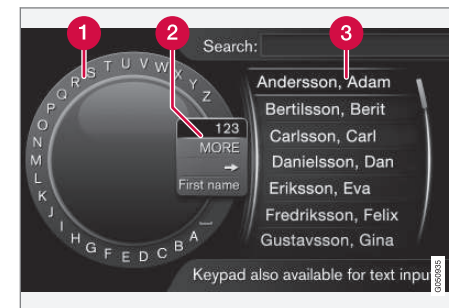 1
2
3
Search:
A B C D E F G H I J K L M N O P Q R S T U V W X Y Z
123
MORE
→
First name
Andersson, Adam
Bertilsson, Berit
Carlsson, Carl
Danielsson, Dan
Eriksson, Eva
Fredriksson, Felix
Gustavsson, Gina
Keypad also available for text input
G050935